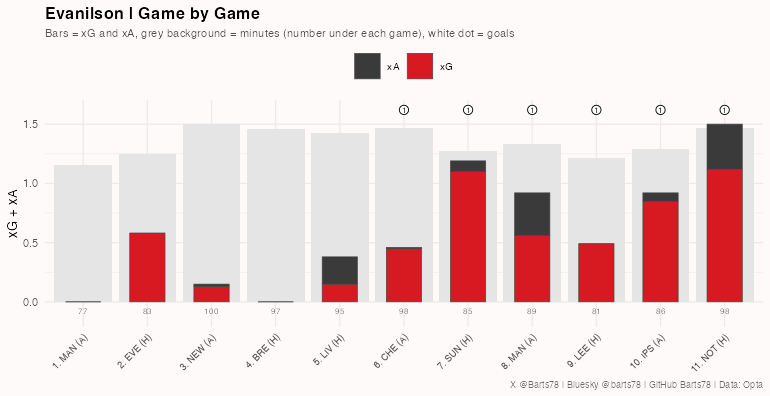 Evanilson | Game by Game
Bars = xG and xA, grey background = minutes (number under each game), white dot = goals
xA xG
1 1 1 1 1 1
1.5
1.0
0.5
0.0
xG + xA
77 83 100 97 95 98 85 89 81 86 98
1. MAN (A) 2. EVE (H) 3. NEW (A) 4. BRE (H) 5. LIV (H) 6. CHE (A) 7. SUN (H) 8. MAN (A) 9. LEE (H) 10. IPS (A) 11. NOT (H)
X @Barts78 | Bluesky @barts78 | GitHub Barts78 | Data: Opta